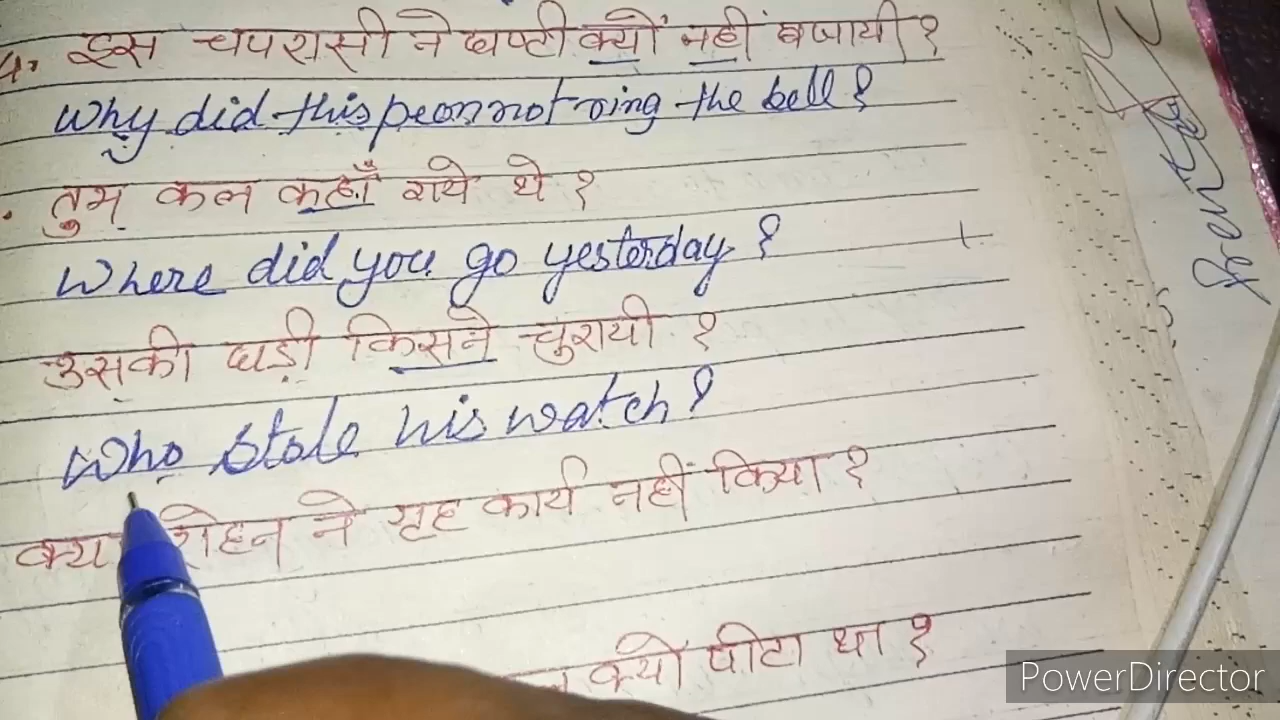 4. इस चपरासी ने घण्टी क्यों नहीं बजायी ?
Why did this peon not ring the bell ?
तुम कल कहाँ गये थे ?
Where did you go yesterday ?
उसकी घड़ी किसने चुरायी ?
Who stole his watch ?
क्या रोहन ने गृह कार्य नहीं किया ?
क्यों पीटा था ?
PowerDirector